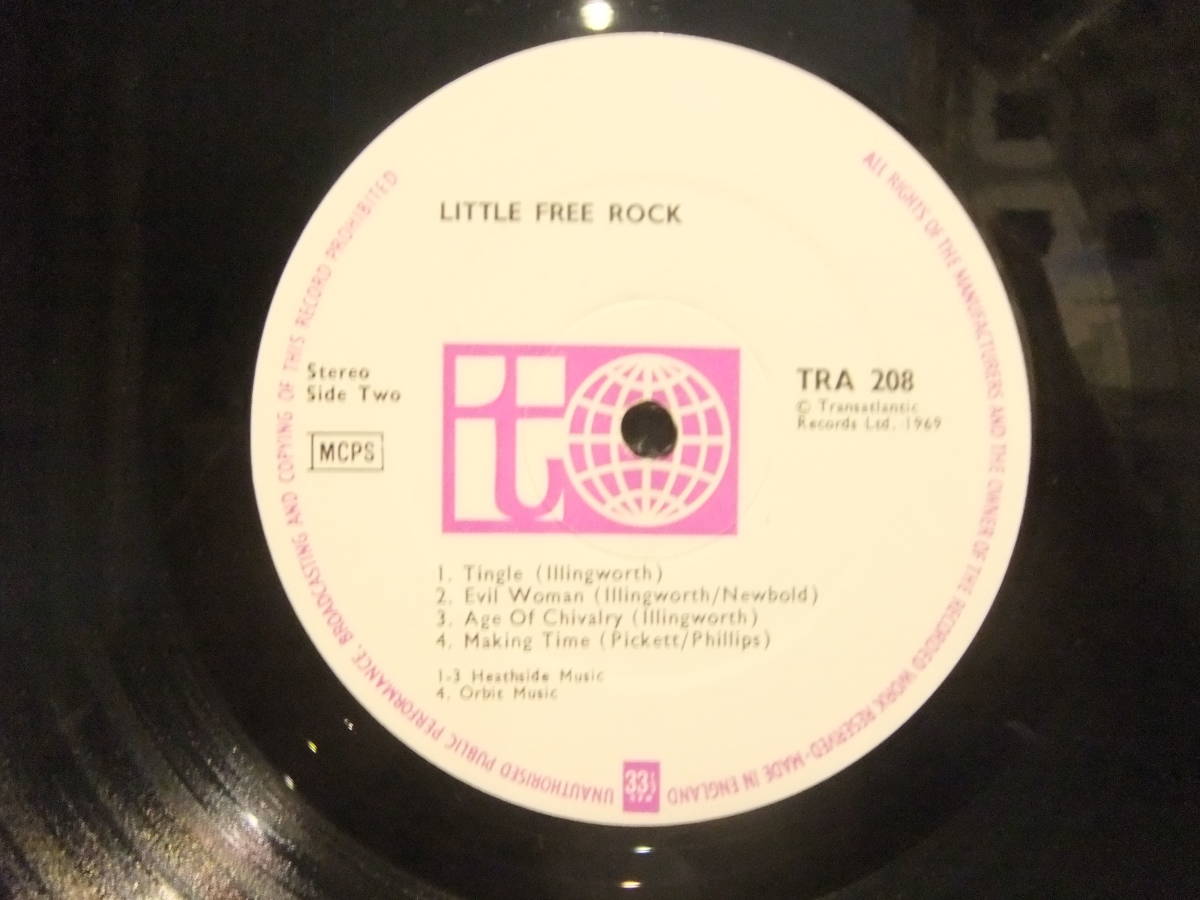 LITTLE FREE ROCK
Stereo
Side Two
MCPS
t
TRA 208
© Transatlantic
Records Ltd. 1969
1. Tingle (Illingworth)
2. Evil Woman (Illingworth/Newbold)
3. Age Of Chivalry (Illingworth)
4. Making Time (Pickett/Phillips)
1-3 Heathside Music
4. Orbit Music
ALL RIGHTS OF THE MANUFACTURERS AND THE OWNER OF THE RECORDED WORK RESERVED-MADE IN ENGLAND
33⅓
UNAUTHORISED PUBLIC PERFORMANCE, BROADCASTING AND COPYING OF THIS RECORD PROHIBITED